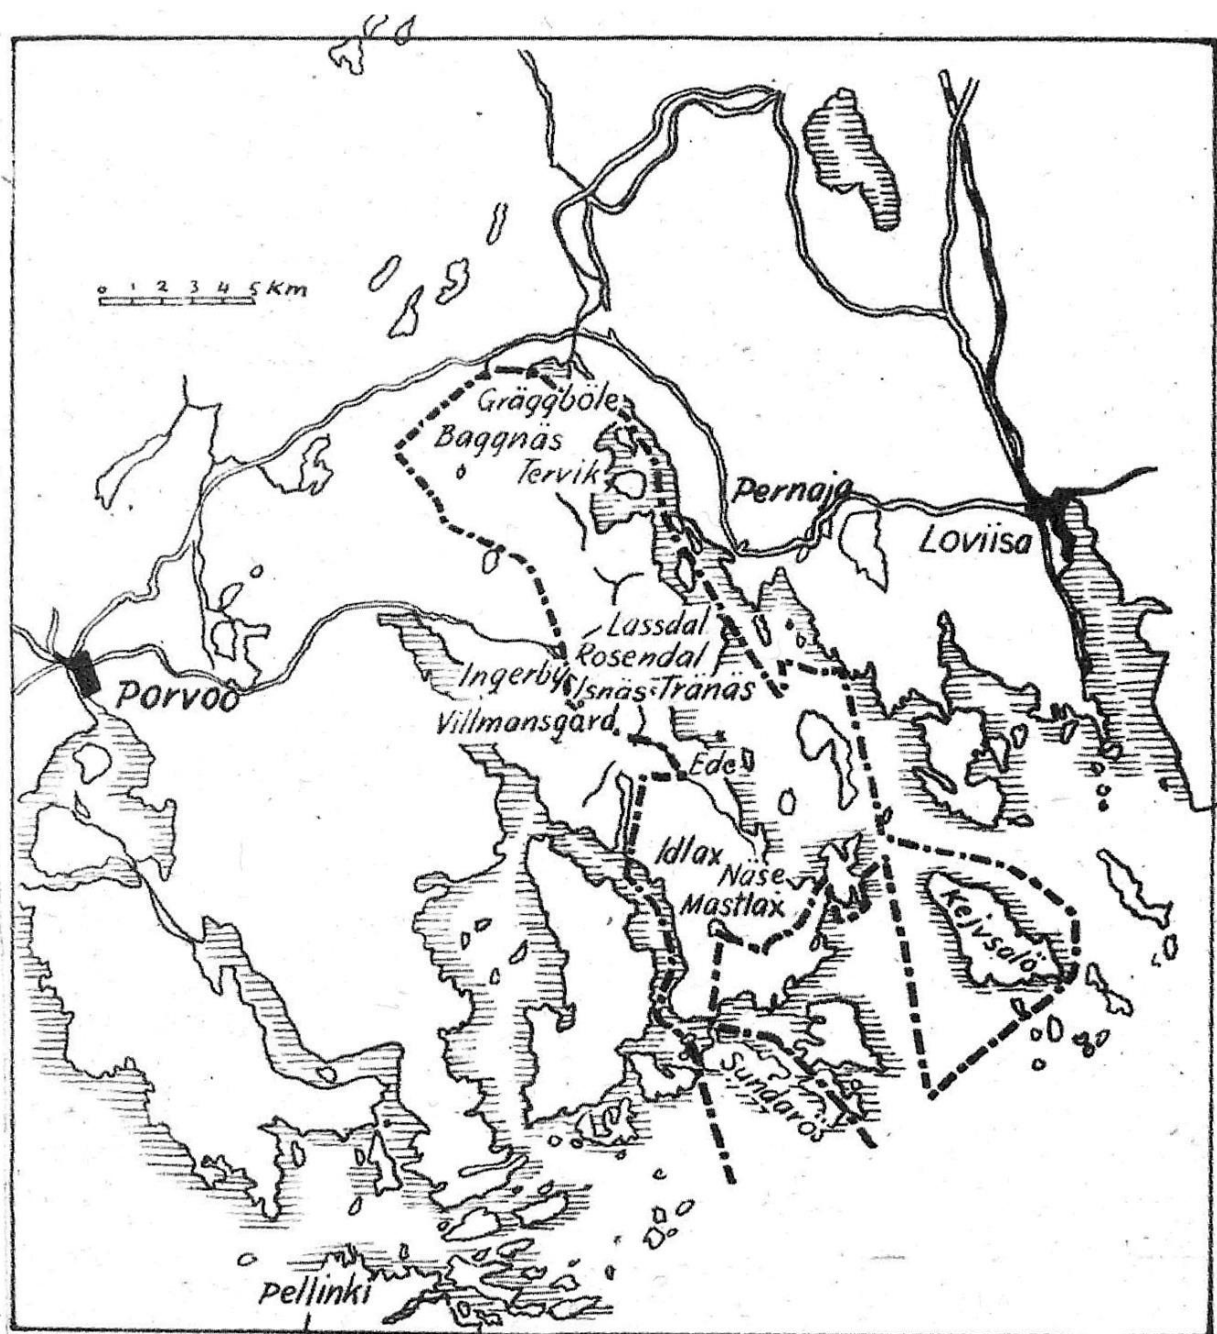 0 1 2 3 4 5 Km
Gräggböle
Baggnäs
Tervik
Pernaja
Loviisa
Lassdal
Rosendal
Ingerby
Isnäs
Tränäs
Porvoo
Villmansgård
Ede
Idlax
Näse
Mastlax
Kejvsalö
Sundarös
Pellinki